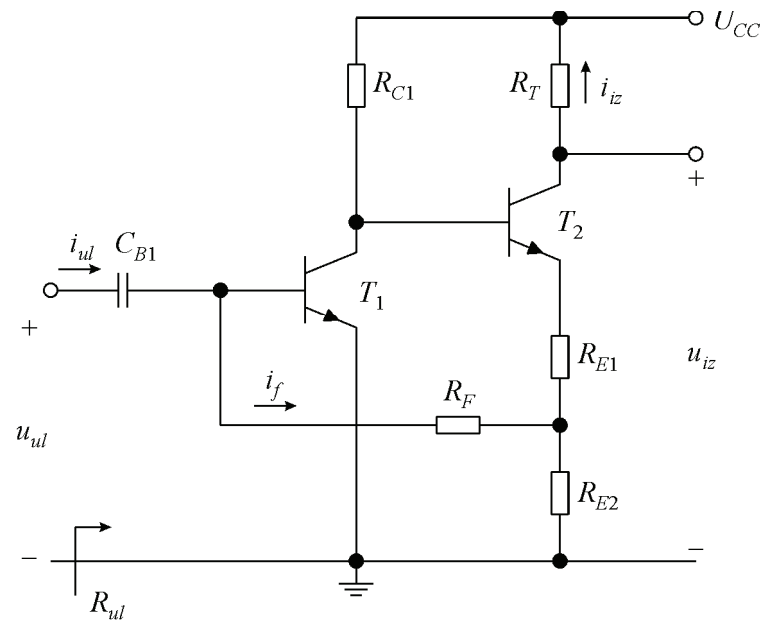 U_CC
R_C1
R_T
i_iz
+
T_2
i_ul
C_B1
T_1
+
R_E1
u_iz
i_f
R_F
u_ul
R_E2
−
−
R_ul